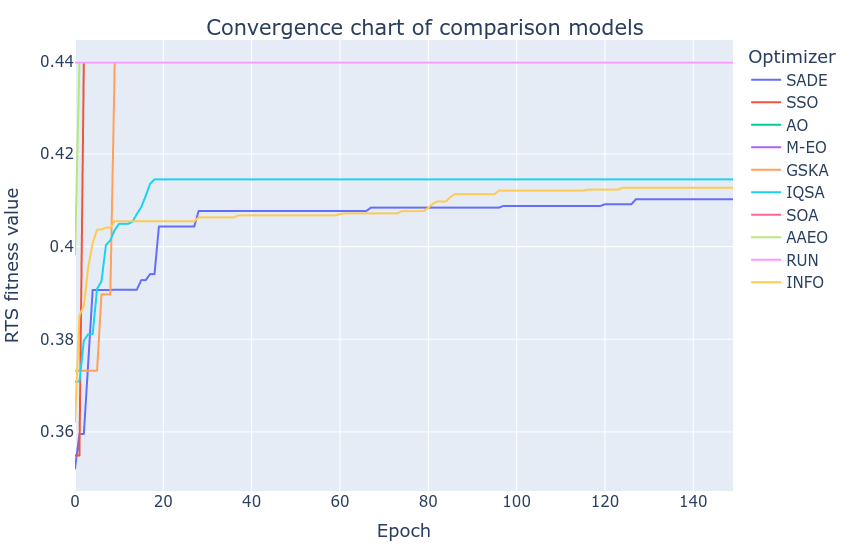 Convergence chart of comparison models
RTS fitness value
0.44
0.42
0.4
0.38
0.36
0
20
40
60
80
100
120
140
Epoch
Optimizer
SADE
SSO
AO
M-EO
GSKA
IQSA
SOA
AAEO
RUN
INFO